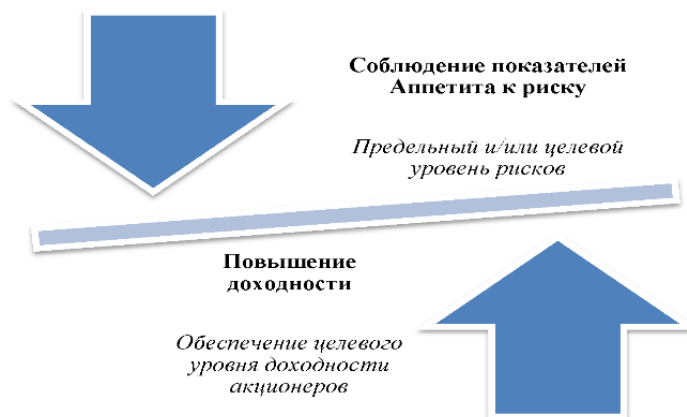 Соблюдение показателей
Аппетита к риску
Предельный и/или целевой
уровень рисков
Повышение
доходности
Обеспечение целевого
уровня доходности
акционеров